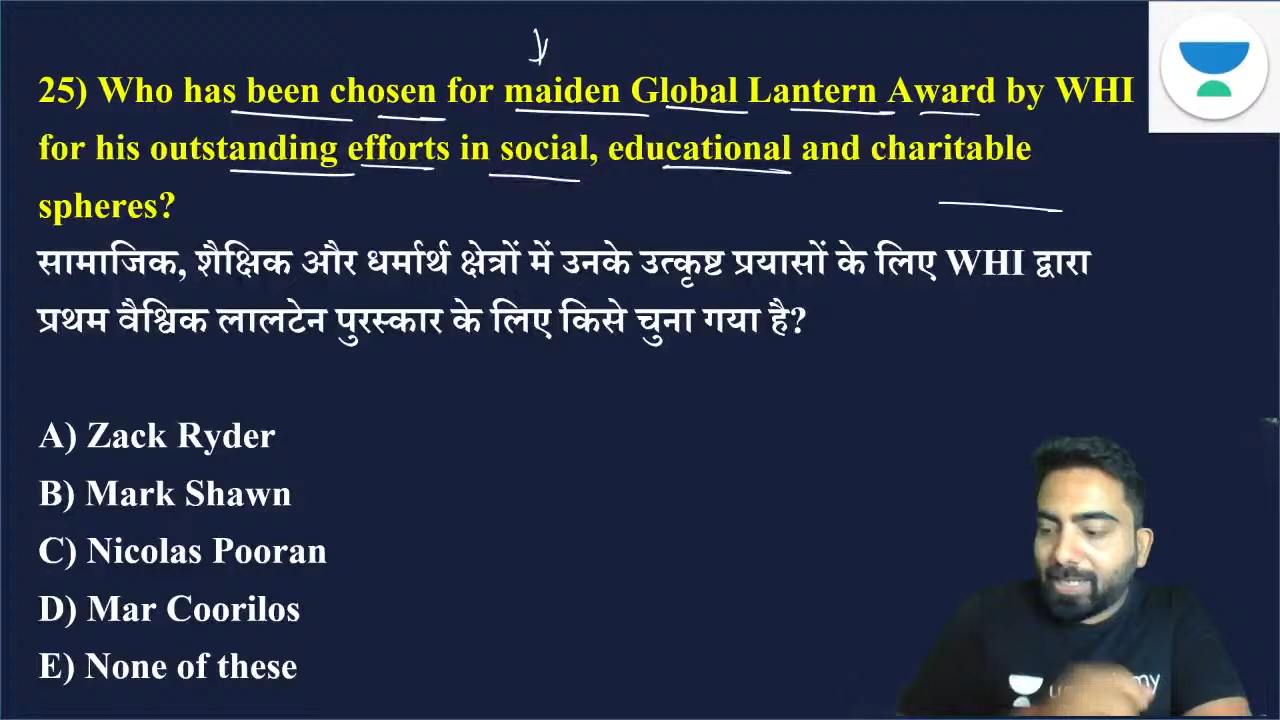 25) Who has been chosen for maiden Global Lantern Award by WHI
for his outstanding efforts in social, educational and charitable
spheres?
सामाजिक, शैक्षिक और धर्मार्थ क्षेत्रों में उनके उत्कृष्ट प्रयासों के लिए WHI द्वारा
प्रथम वैश्विक लालटेन पुरस्कार के लिए किसे चुना गया है?
A) Zack Ryder
B) Mark Shawn
C) Nicolas Pooran
D) Mar Coorilos
E) None of these